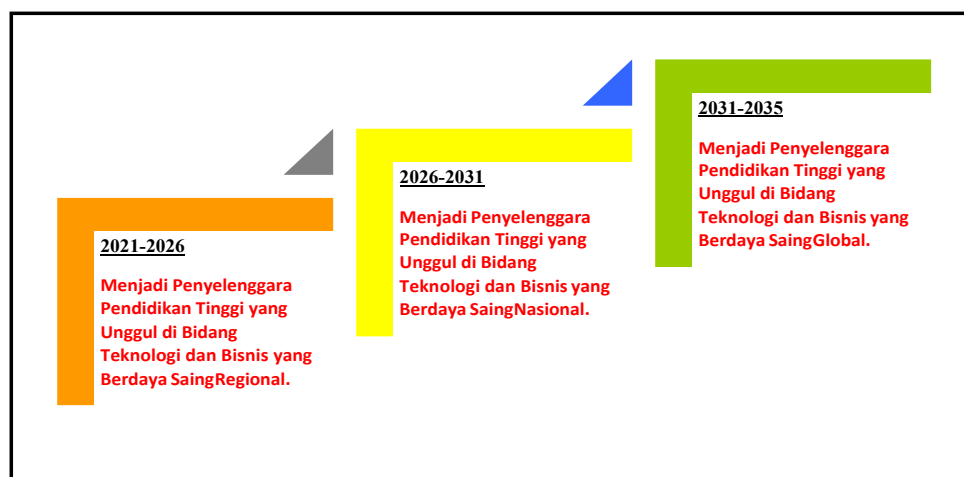 2021-2026
Menjadi Penyelenggara
Pendidikan Tinggi yang
Unggul di Bidang
Teknologi dan Bisnis yang
Berdaya SaingRegional.
2026-2031
Menjadi Penyelenggara
Pendidikan Tinggi yang
Unggul di Bidang
Teknologi dan Bisnis yang
Berdaya SaingNasional.
2031-2035
Menjadi Penyelenggara
Pendidikan Tinggi yang
Unggul di Bidang
Teknologi dan Bisnis yang
Berdaya SaingGlobal.